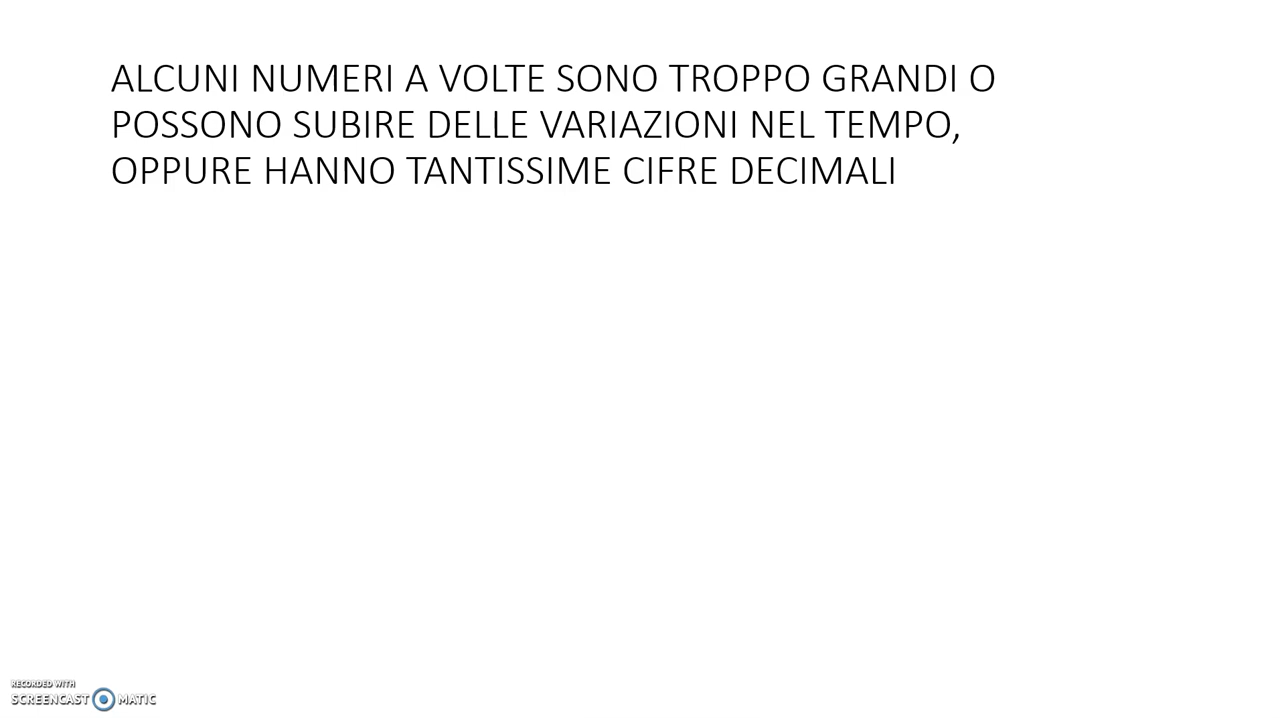 ALCUNI NUMERI A VOLTE SONO TROPPO GRANDI O
POSSONO SUBIRE DELLE VARIAZIONI NEL TEMPO,
OPPURE HANNO TANTISSIME CIFRE DECIMALI
RECORDED WITH
SCREENCAST MATIC